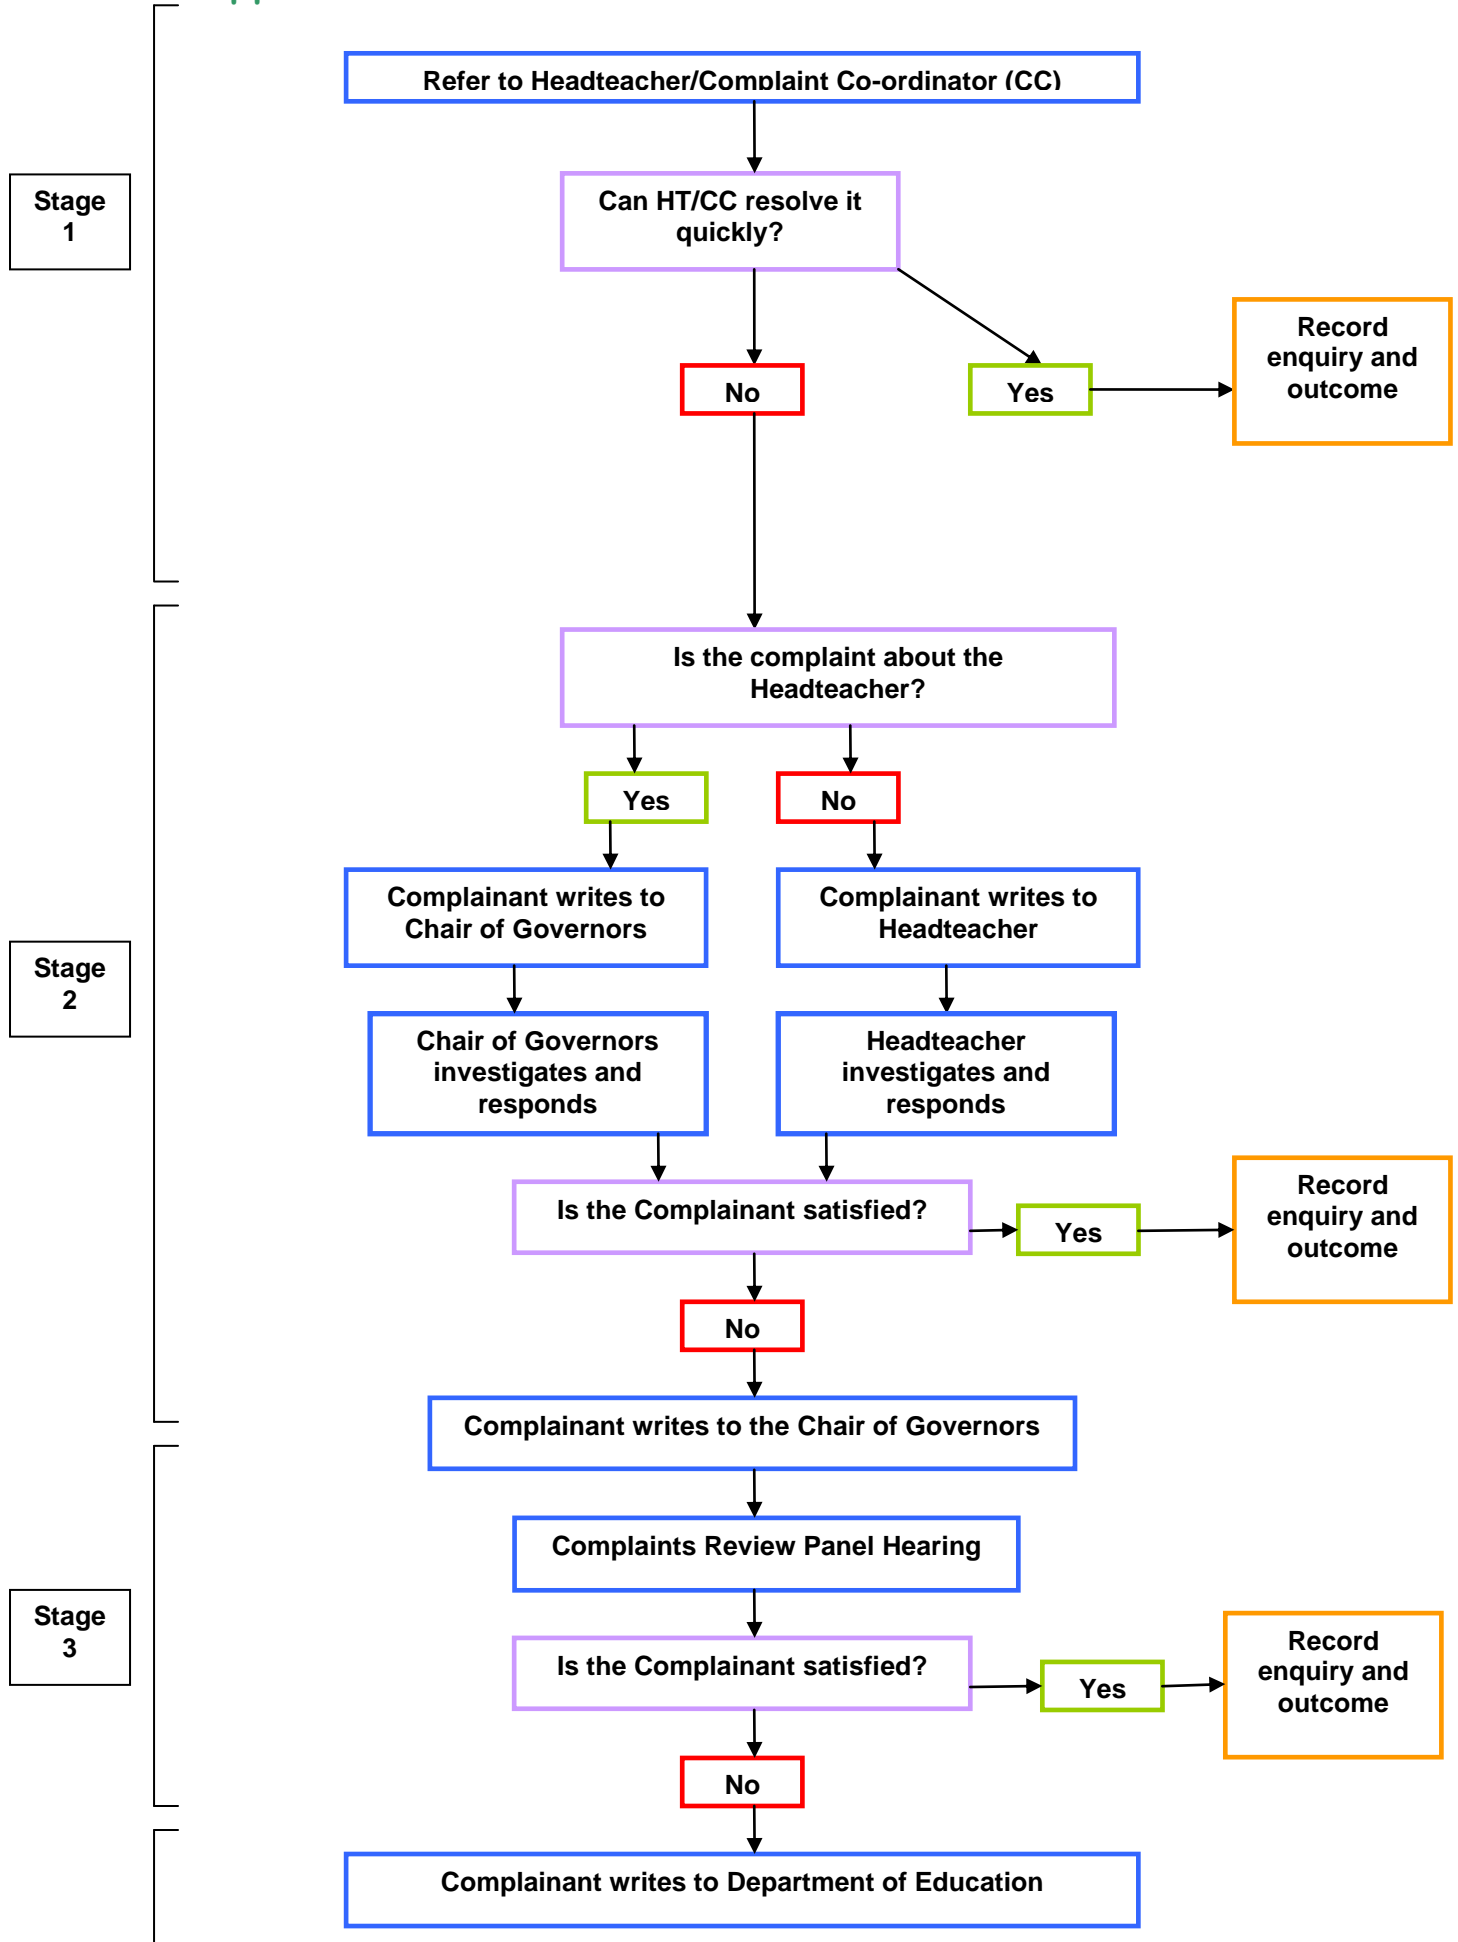 Refer to Headteacher/Complaint Co-ordinator (CC)
Stage
1
Can HT/CC resolve it
quickly?
No
Yes
Record
enquiry and
outcome
Is the complaint about the
Headteacher?
Yes
No
Complainant writes to
Chair of Governors
Complainant writes to
Headteacher
Stage
2
Chair of Governors
investigates and
responds
Headteacher
investigates and
responds
Is the Complainant satisfied?
Yes
Record
enquiry and
outcome
No
Complainant writes to the Chair of Governors
Complaints Review Panel Hearing
Stage
3
Is the Complainant satisfied?
Yes
Record
enquiry and
outcome
No
Complainant writes to Department of Education